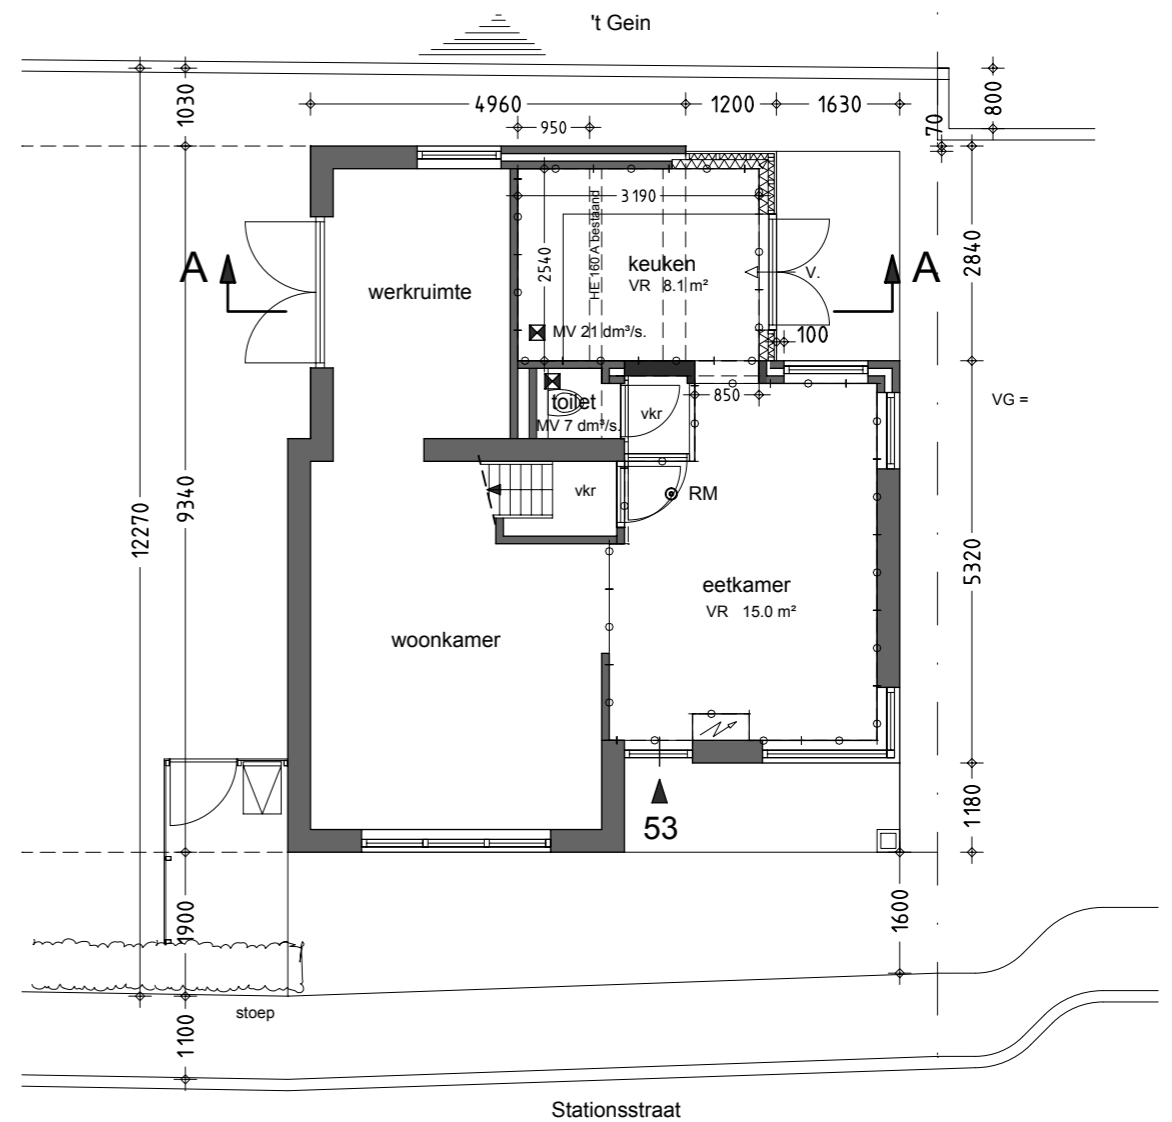 't Gein
4960
1200
1630
800
1030
70
950
3190
HE 160 A bestaand
2540
keuken
VR 8.1 m²
V.
A
A
2840
werkruimte
MV 21 dm³/s.
100
toilet
MV 7 dm³/s.
vkr
850
VG =
vkr
RM
12270
9340
5320
eetkamer
VR 15.0 m²
woonkamer
53
1180
1900
1600
stoep
1100
Stationsstraat